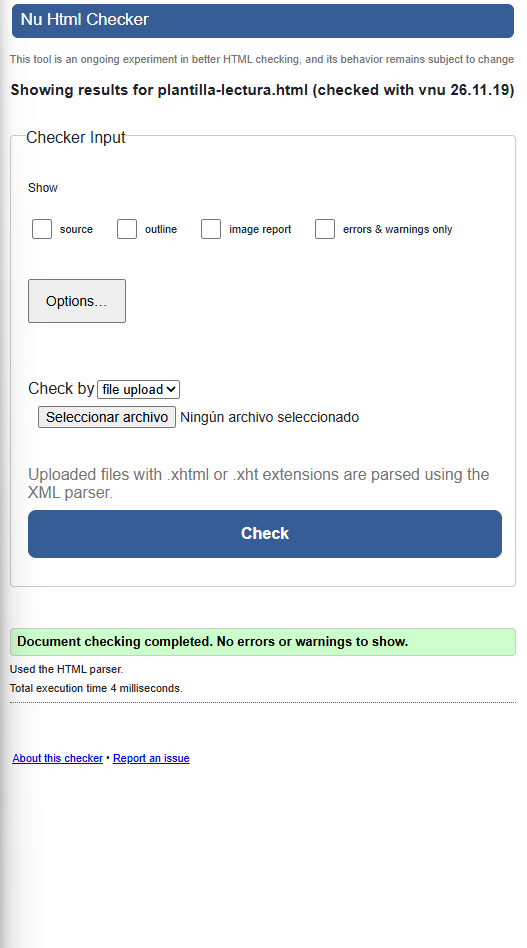 Nu Html Checker
This tool is an ongoing experiment in better HTML checking, and its behavior remains subject to change
Showing results for plantilla-lectura.html (checked with vnu 26.11.19)
Checker Input
Show
source outline image report errors & warnings only
Options...
Check by file upload
Seleccionar archivo Ningún archivo seleccionado
Uploaded files with .xhtml or .xht extensions are parsed using the
XML parser.
Check
Document checking completed. No errors or warnings to show.
Used the HTML parser.
Total execution time 4 milliseconds.
About this checker • Report an issue